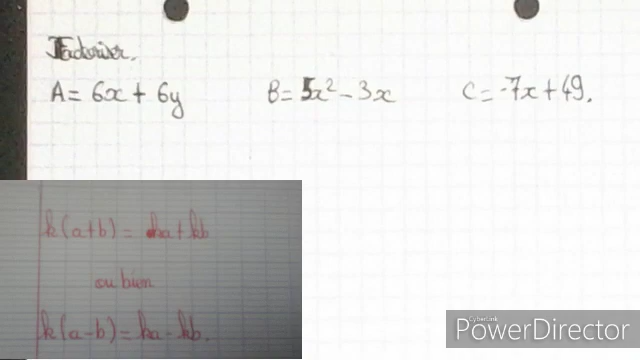 Factoriser.
A = 6x + 6y B = 5x² - 3x C = -7x + 49.
k(a+b) = ka + kb
ou bien
k(a-b) = ka - kb.
CyberLink
PowerDirector